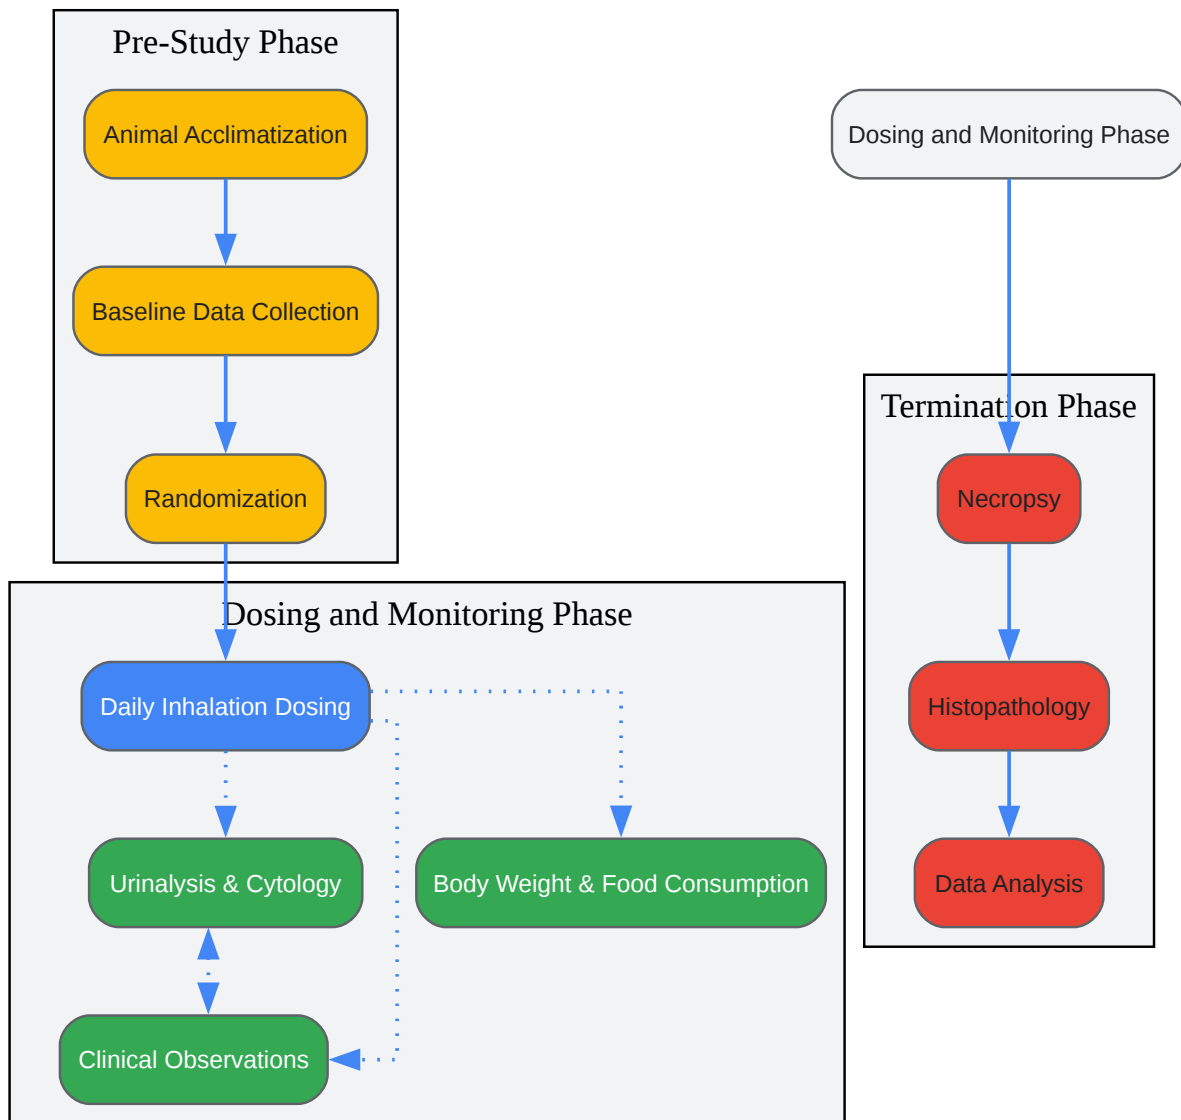 Pre-Study Phase
Animal Acclimatization
Baseline Data Collection
Randomization
Dosing and Monitoring Phase
Daily Inhalation Dosing
Urinalysis & Cytology
Body Weight & Food Consumption
Clinical Observations
Dosing and Monitoring Phase
Termination Phase
Necropsy
Histopathology
Data Analysis